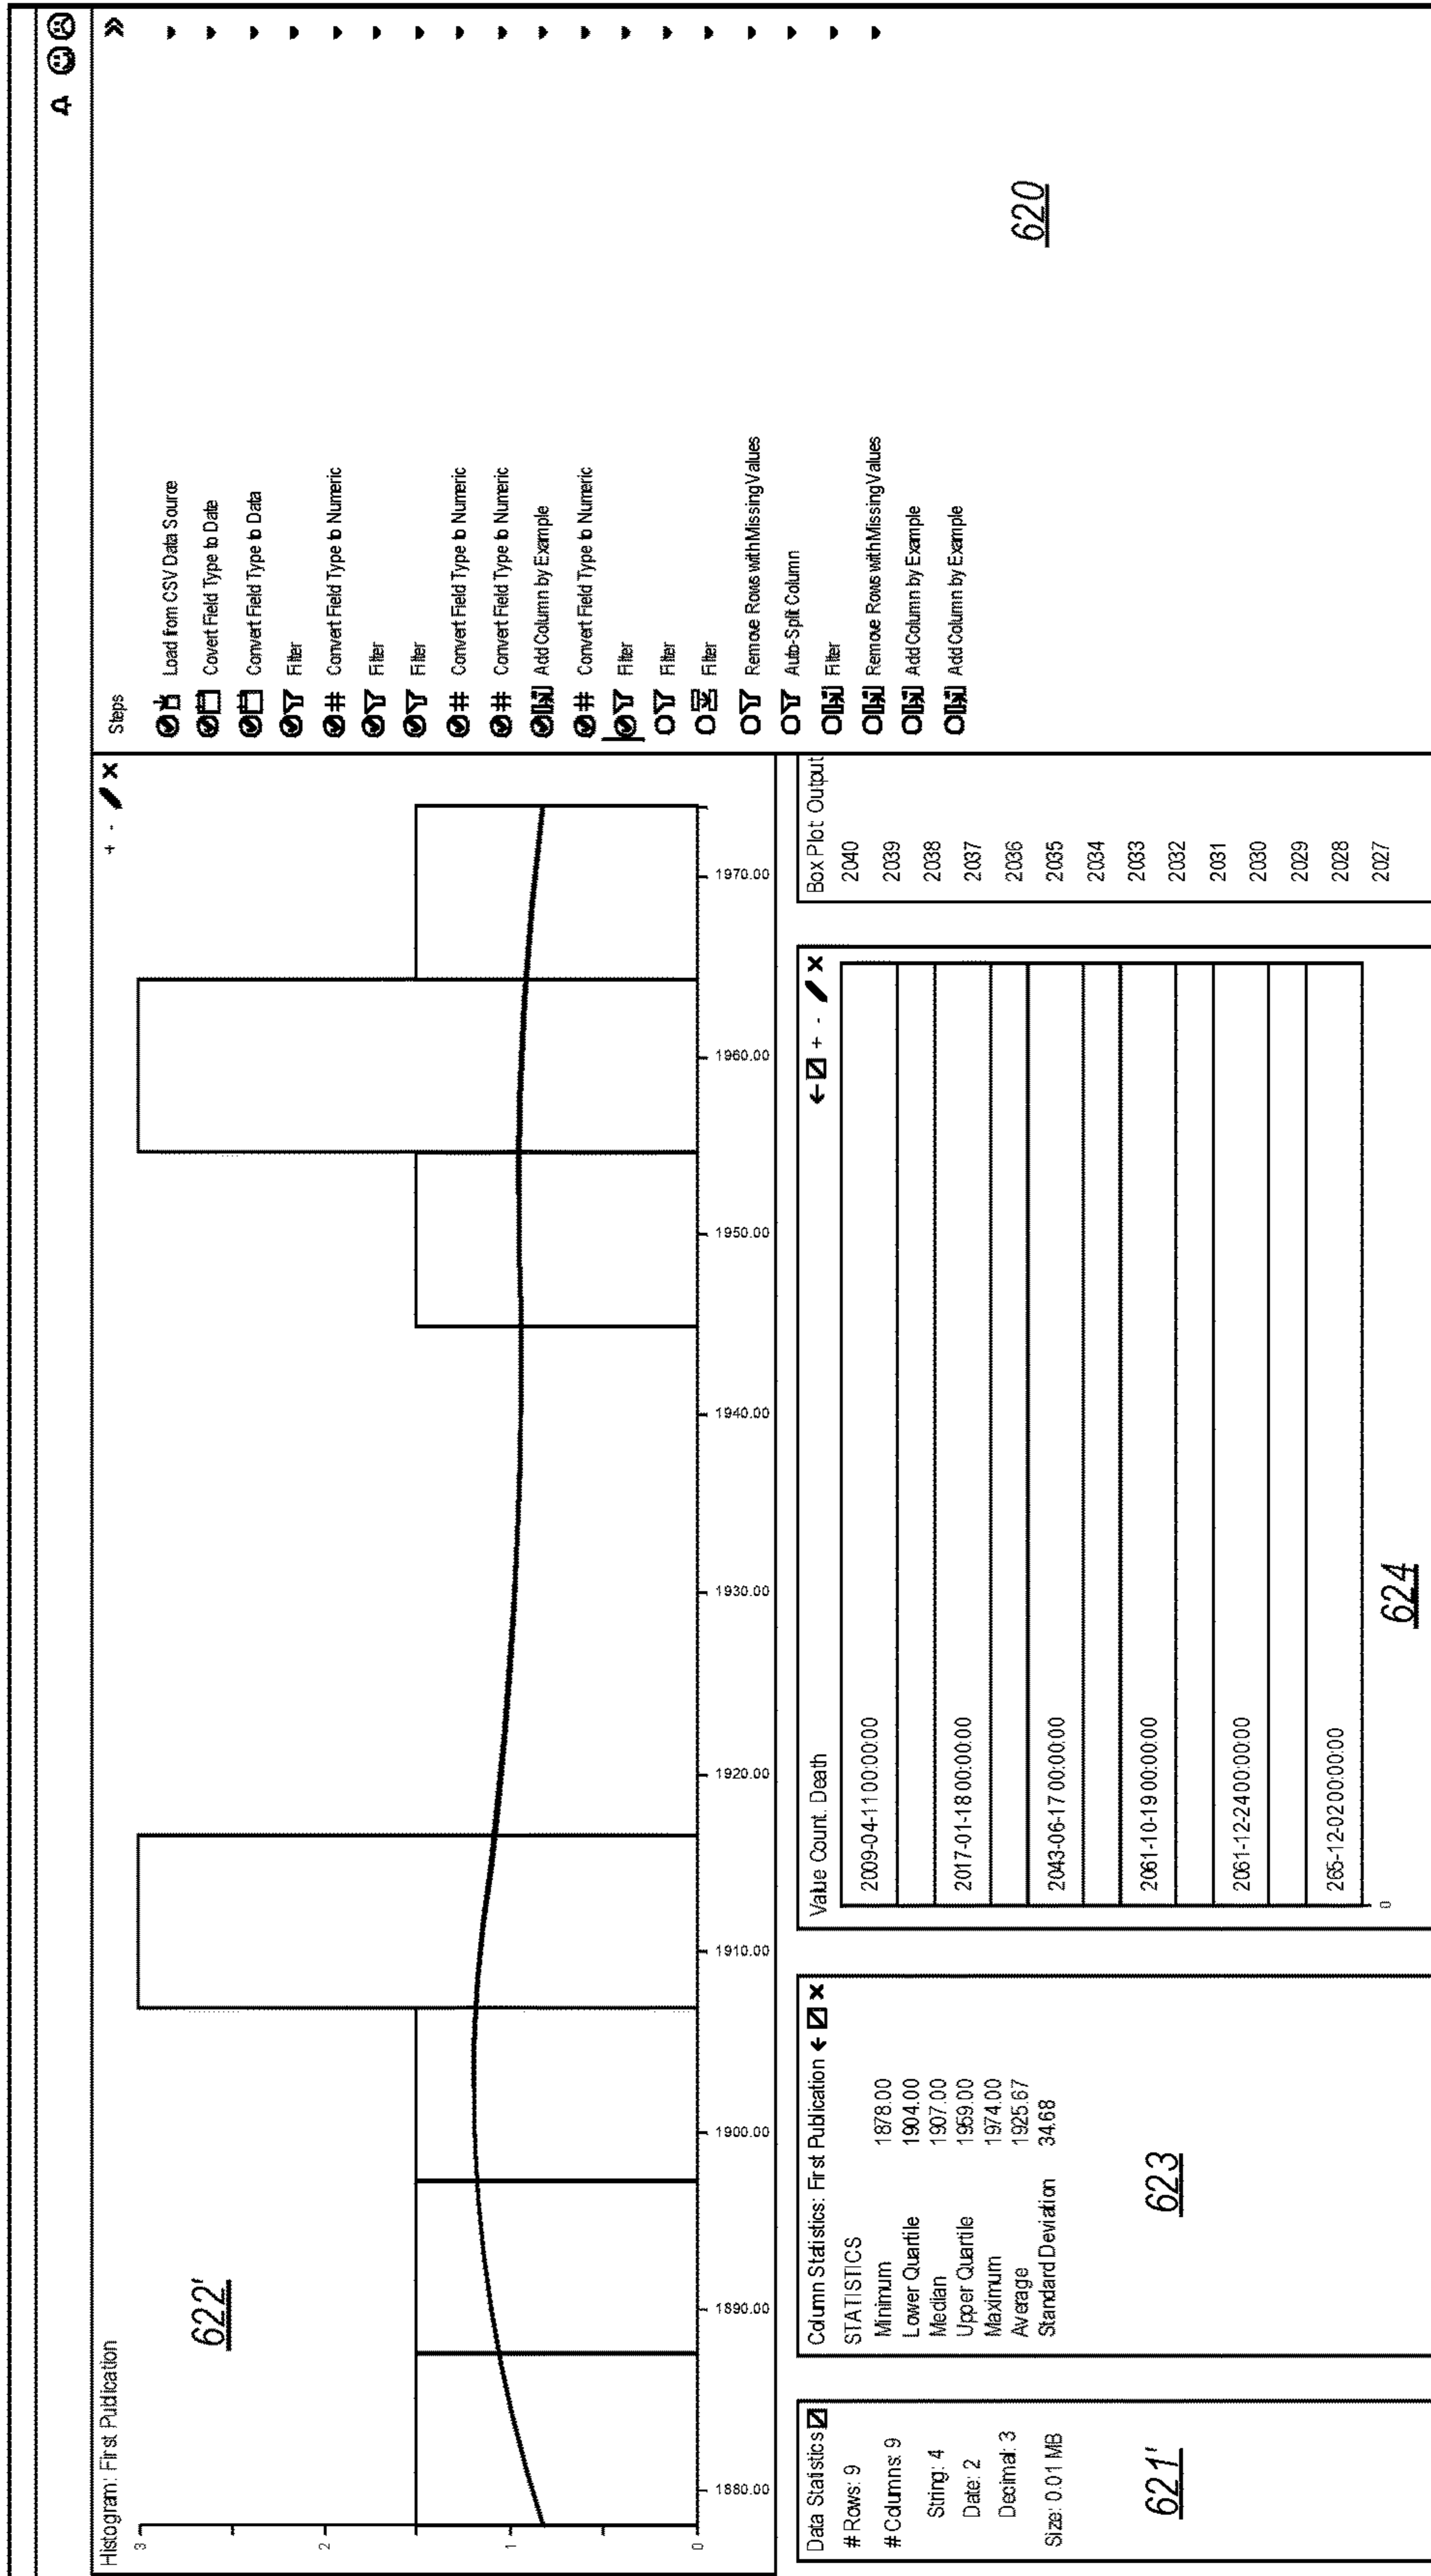 Histogram: First Publication
+ -
622'
3
2
1
0
1880.00
1890.00
1900.00
1910.00
1920.00
1930.00
1940.00
1950.00
1960.00
1970.00
Steps
Load from CSV Data Source
Covert Field Type to Date
Convert Field Type to Data
Filter
# Convert Field Type to Numeric
Filter
Filter
# Convert Field Type to Numeric
# Convert Field Type to Numeric
Add Column by Example
# Convert Field Type to Numeric
Filter
Filter
Filter
Remove Rows with Missing Values
Auto-Split Column
Filter
Remove Rows with Missing Values
Add Column by Example
Add Column by Example
620
Data Statistics
# Rows: 9
# Columns: 9
String: 4
Date: 2
Decimal: 3
Size: 0.01 MB
621'
Column Statistics: First Publication
STATISTICS
Minimum 1878.00
Lower Quartile 1904.00
Median 1907.00
Upper Quartile 1959.00
Maximum 1974.00
Average 1925.67
Standard Deviation 34.68
623
Value Count. Death
+ -
2009-04-11 00:00:00
2017-01-18 00:00:00
2043-06-17 00:00:00
2061-10-19 00:00:00
2061-12-24 00:00:00
265-12-02 00:00:00
0
624
Box Plot Output
2040
2039
2038
2037
2036
2035
2034
2033
2032
2031
2030
2029
2028
2027